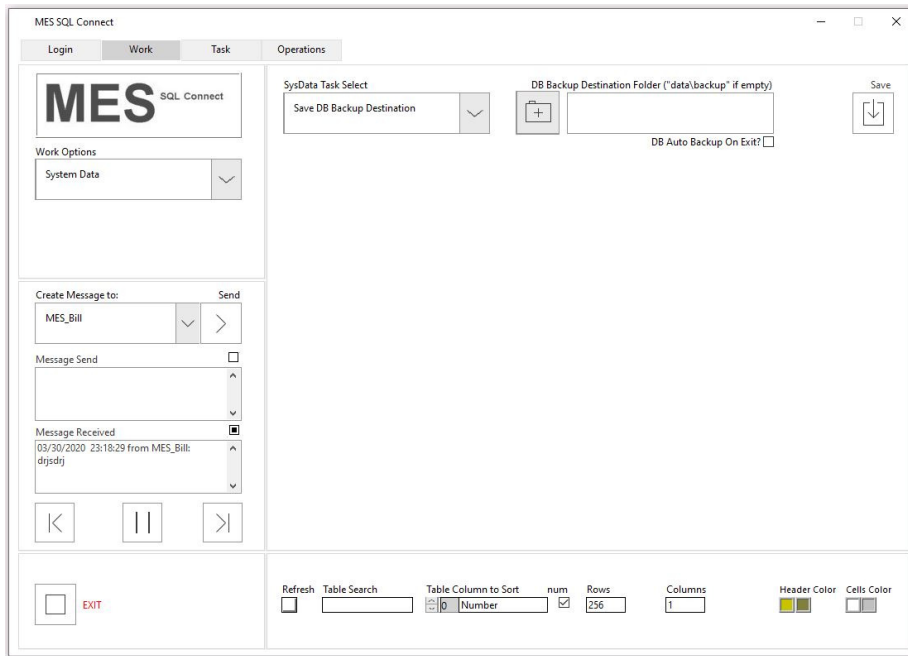 MES SQL Connect
Login Work Task Operations
MES SQL Connect
Work Options
System Data
SysData Task Select
Save DB Backup Destination
DB Backup Destination Folder ("data\backup" if empty)
Save
DB Auto Backup On Exit?
Create Message to: Send
MES_Bill
Message Send
Message Received
03/30/2020 23:18:29 from MES_Bill:
drjsdrj
EXIT
Refresh Table Search Table Column to Sort num Rows Columns Header Color Cells Color
0 Number 256 1